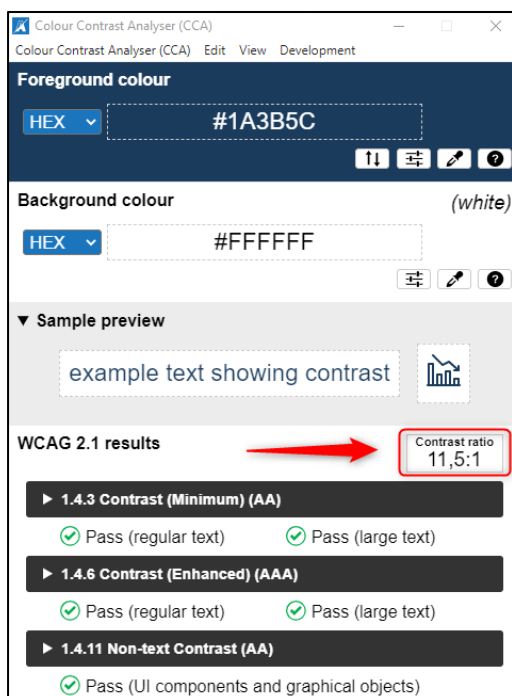 Colour Contrast Analyser (CCA)
Colour Contrast Analyser (CCA) Edit View Development
Foreground colour
HEX #1A3B5C
Background colour (white)
HEX #FFFFFF
▼ Sample preview
example text showing contrast
WCAG 2.1 results
Contrast ratio
11,5:1
▶ 1.4.3 Contrast (Minimum) (AA)
Pass (regular text) Pass (large text)
▶ 1.4.6 Contrast (Enhanced) (AAA)
Pass (regular text) Pass (large text)
▶ 1.4.11 Non-text Contrast (AA)
Pass (UI components and graphical objects)